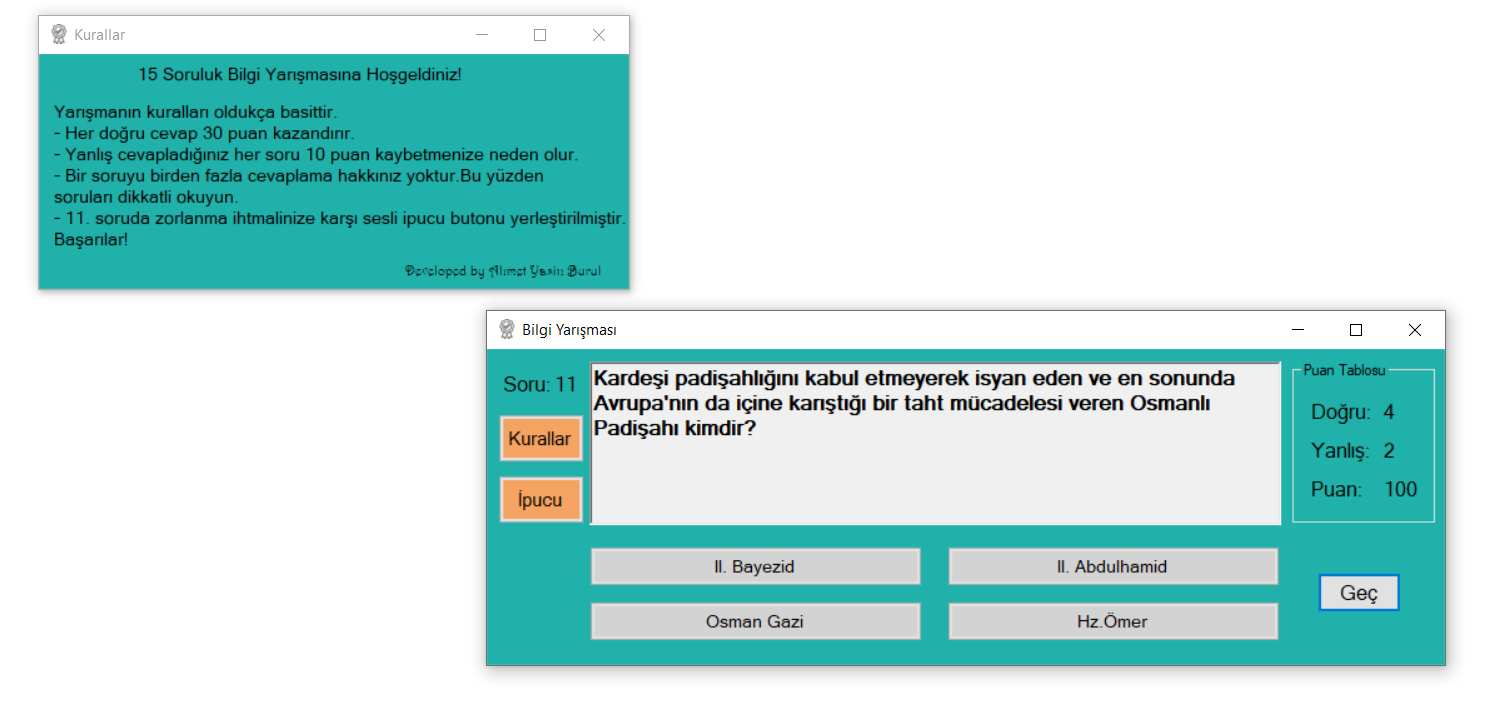 Kurallar
15 Soruluk Bilgi Yarışmasına Hoşgeldiniz!
Yarışmanın kuralları oldukça basittir.
- Her doğru cevap 30 puan kazandırır.
- Yanlış cevapladığınız her soru 10 puan kaybetmenize neden olur.
- Bir soruyu birden fazla cevaplama hakkınız yoktur.Bu yüzden
soruları dikkatli okuyun.
- 11. soruda zorlanma ihtmalinize karşı sesli ipucu butonu yerleştirilmiştir.
Başarılar!
Developed by Ahmet Yasin Burul
Bilgi Yarışması
Soru: 11
Kurallar
İpucu
Kardeşi padişahlığını kabul etmeyerek isyan eden ve en sonunda
Avrupa'nın da içine karıştığı bir taht mücadelesi veren Osmanlı
Padişahı kimdir?
Puan Tablosu
Doğru: 4
Yanlış: 2
Puan: 100
II. Bayezid
II. Abdulhamid
Osman Gazi
Hz.Ömer
Geç